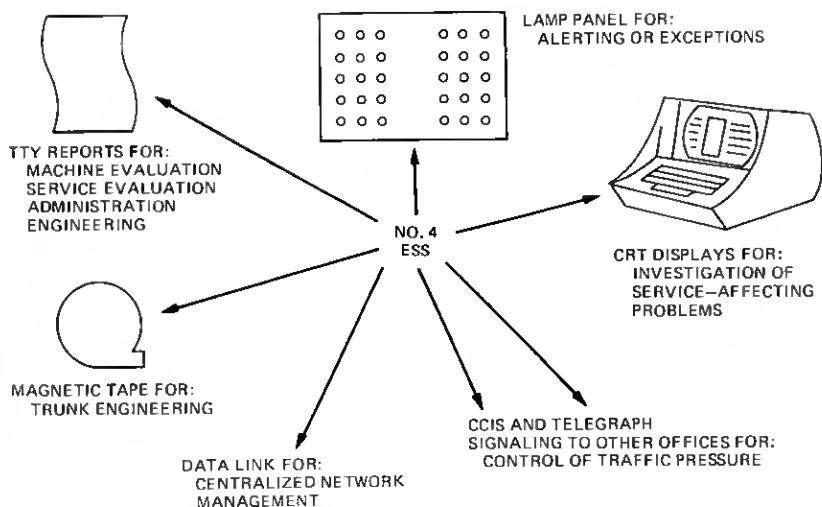 LAMP PANEL FOR:
ALERTING OR EXCEPTIONS
TTY REPORTS FOR:
MACHINE EVALUATION
SERVICE EVALUATION
ADMINISTRATION
ENGINEERING
NO. 4
ESS
CRT DISPLAYS FOR:
INVESTIGATION OF
SERVICE–AFFECTING
PROBLEMS
MAGNETIC TAPE FOR:
TRUNK ENGINEERING
CCIS AND TELEGRAPH
SIGNALING TO OTHER OFFICES FOR:
CONTROL OF TRAFFIC PRESSURE
DATA LINK FOR:
CENTRALIZED NETWORK
MANAGEMENT